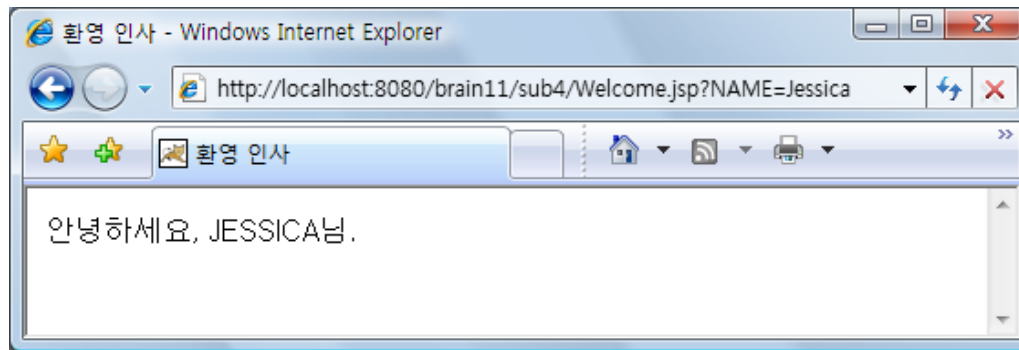 환영 인사 - Windows Internet Explorer
http://localhost:8080/brain11/sub4/Welcome.jsp?NAME=Jessica
환영 인사
안녕하세요, JESSICA님.